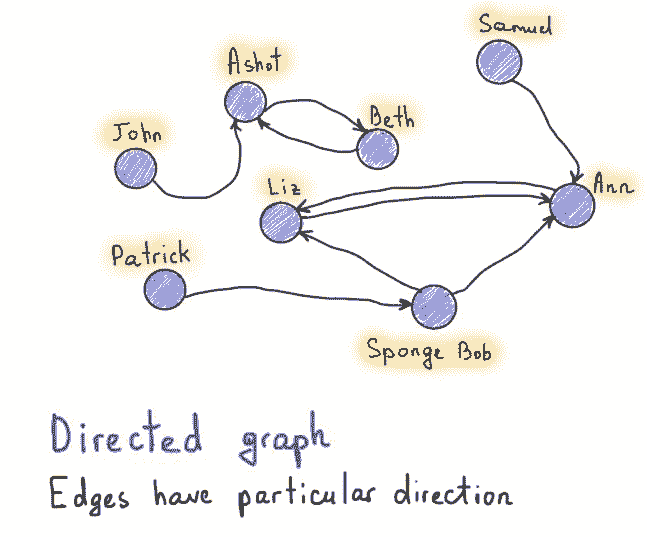 Samuel
Ashot
Beth
John
Liz
Ann
Patrick
Sponge Bob
Directed graph
Edges have particular direction